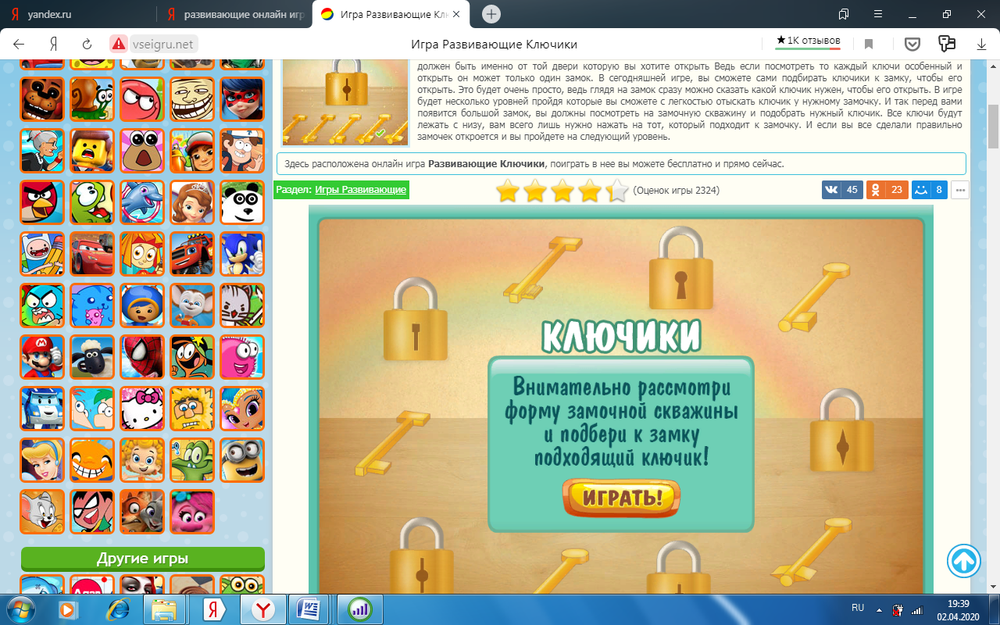 yandex.ru
развивающие онлайн игр
Игра Развивающие Клю
vseigru.net
Игра Развивающие Ключики
★1К отзывов
должен быть именно от той двери которую вы хотите открыть Ведь если посмотреть то каждый ключи особенный и
открыть он может только один замок. В сегодняшней игре, вы сможете сами подбирать ключики к замку, чтобы его
открыть. Это будет очень просто, ведь глядя на замок сразу можно сказать какой ключик нужен, чтобы его открыть. В игре
будет несколько уровней пройдя которые вы сможете с легкостью отыскать ключик у нужному замочку. И так перед вами
появится большой замок, вы должны посмотреть на замочную скважину и подобрать нужный ключик. Все ключи будут
лежать с низу, вам всего лишь нужно нажать на тот, который подходит к замочку. И если вы все сделали правильно
замочек откроется и вы пройдете на следующий уровень.
Здесь расположена онлайн игра Развивающие Ключики, поиграть в нее вы можете бесплатно и прямо сейчас.
Раздел: Игры Развивающие
(Оценок игры 2324)
45
23
8
КЛЮЧИКИ
Внимательно рассмотри
форму замочной скважины
и подбери к замку
подходящий ключик!
ИГРАТЬ!
Другие игры
RU
19:39
02.04.2020